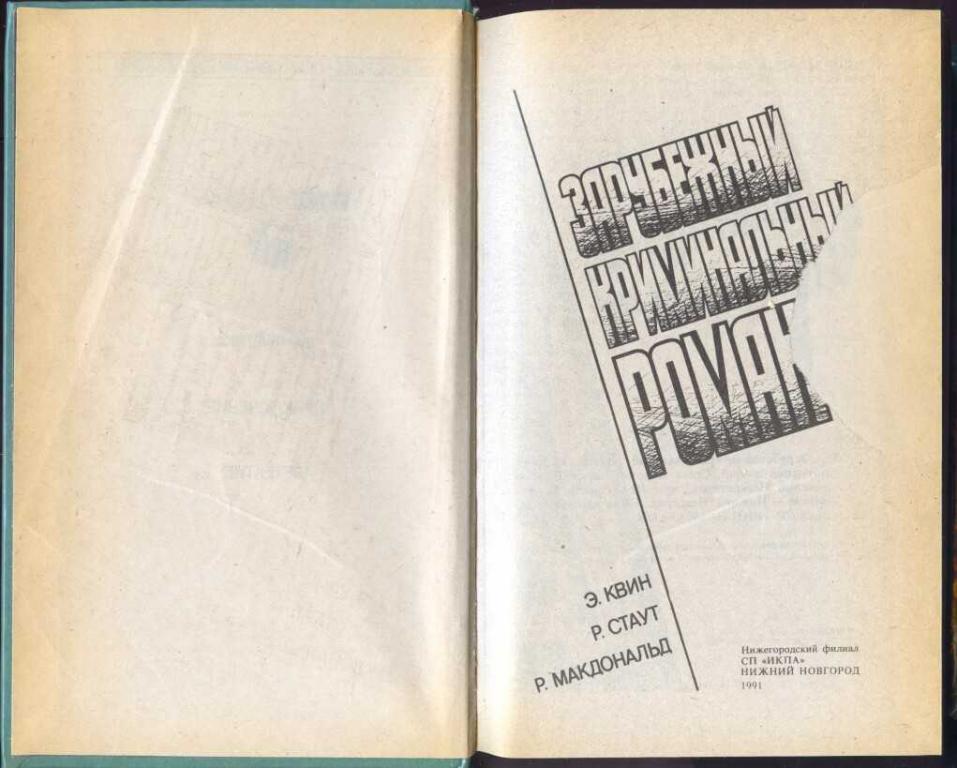 ЗАРУБЕЖНЫЙ
КРИМИНАЛЬНЫЙ
РОМАН
Э. КВИН
Р. СТАУТ
Р. МАКДОНАЛЬД
Нижегородский филиал
СП «ИКПА»
НИЖНИЙ НОВГОРОД
1991